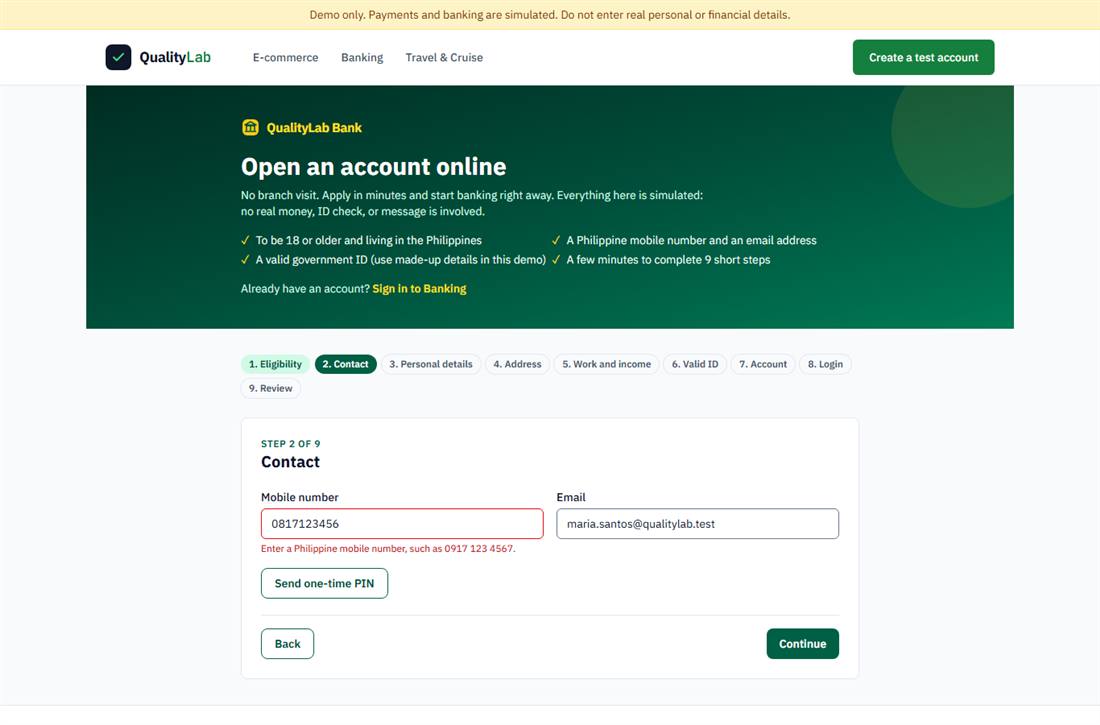 Demo only. Payments and banking are simulated. Do not enter real personal or financial details.
QualityLab
E-commerce
Banking
Travel & Cruise
Create a test account
QualityLab Bank
Open an account online
No branch visit. Apply in minutes and start banking right away. Everything here is simulated:
no real money, ID check, or message is involved.
✓ To be 18 or older and living in the Philippines
✓ A Philippine mobile number and an email address
✓ A valid government ID (use made-up details in this demo)
✓ A few minutes to complete 9 short steps
Already have an account? Sign in to Banking
1. Eligibility
2. Contact
3. Personal details
4. Address
5. Work and income
6. Valid ID
7. Account
8. Login
9. Review
STEP 2 OF 9
Contact
Mobile number
Email
0817123456
maria.santos@qualitylab.test
Enter a Philippine mobile number, such as 0917 123 4567.
Send one-time PIN
Back
Continue